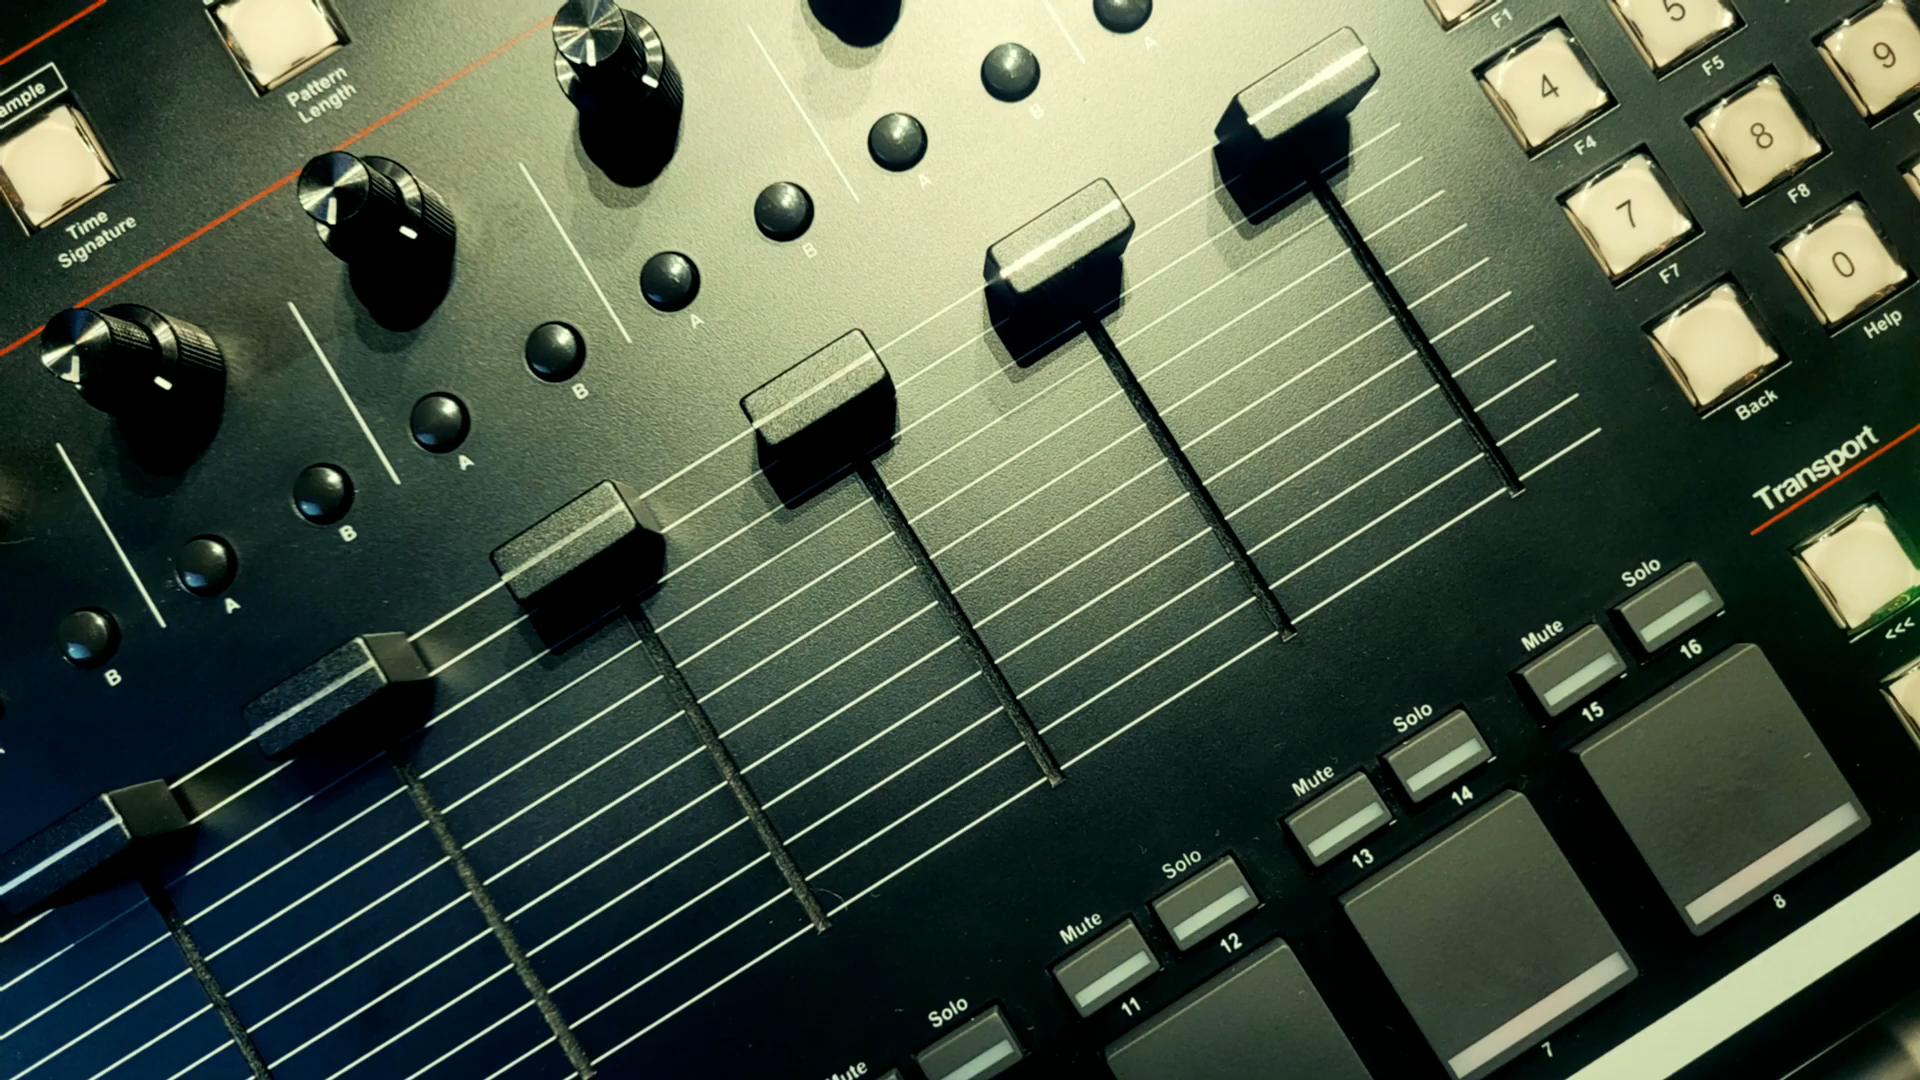 ample
Pattern
Length
Time
Signature
A
B
A
B
A
B
A
B
A
B
F1
5
F5
9
4
F4
8
F8
7
F7
0
Help
Back
Transport
<<<
Solo
16
Mute
15
Solo
14
Mute
13
Solo
12
Mute
11
Solo
Mute
8
7